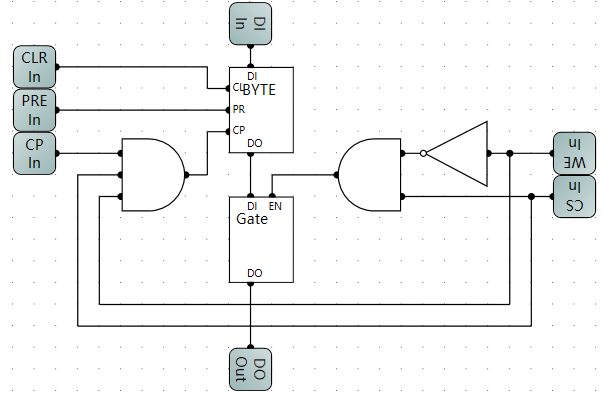 DI
In
CLR
In
PRE
In
CP
In
DI
CL
BYTE
PR
CP
DO
WE
In
CS
In
DI
EN
Gate
DO
DO
Out